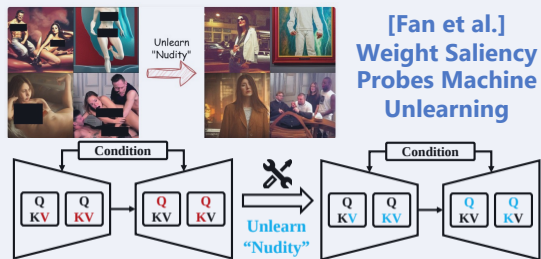 Unlearn
"Nudity"
[Fan et al.]
Weight Saliency
Probes Machine
Unlearning
Condition
Q
KV
Q
KV
Q
KV
Q
KV
Unlearn
“Nudity”
Condition
Q
KV
Q
KV
Q
KV
Q
KV